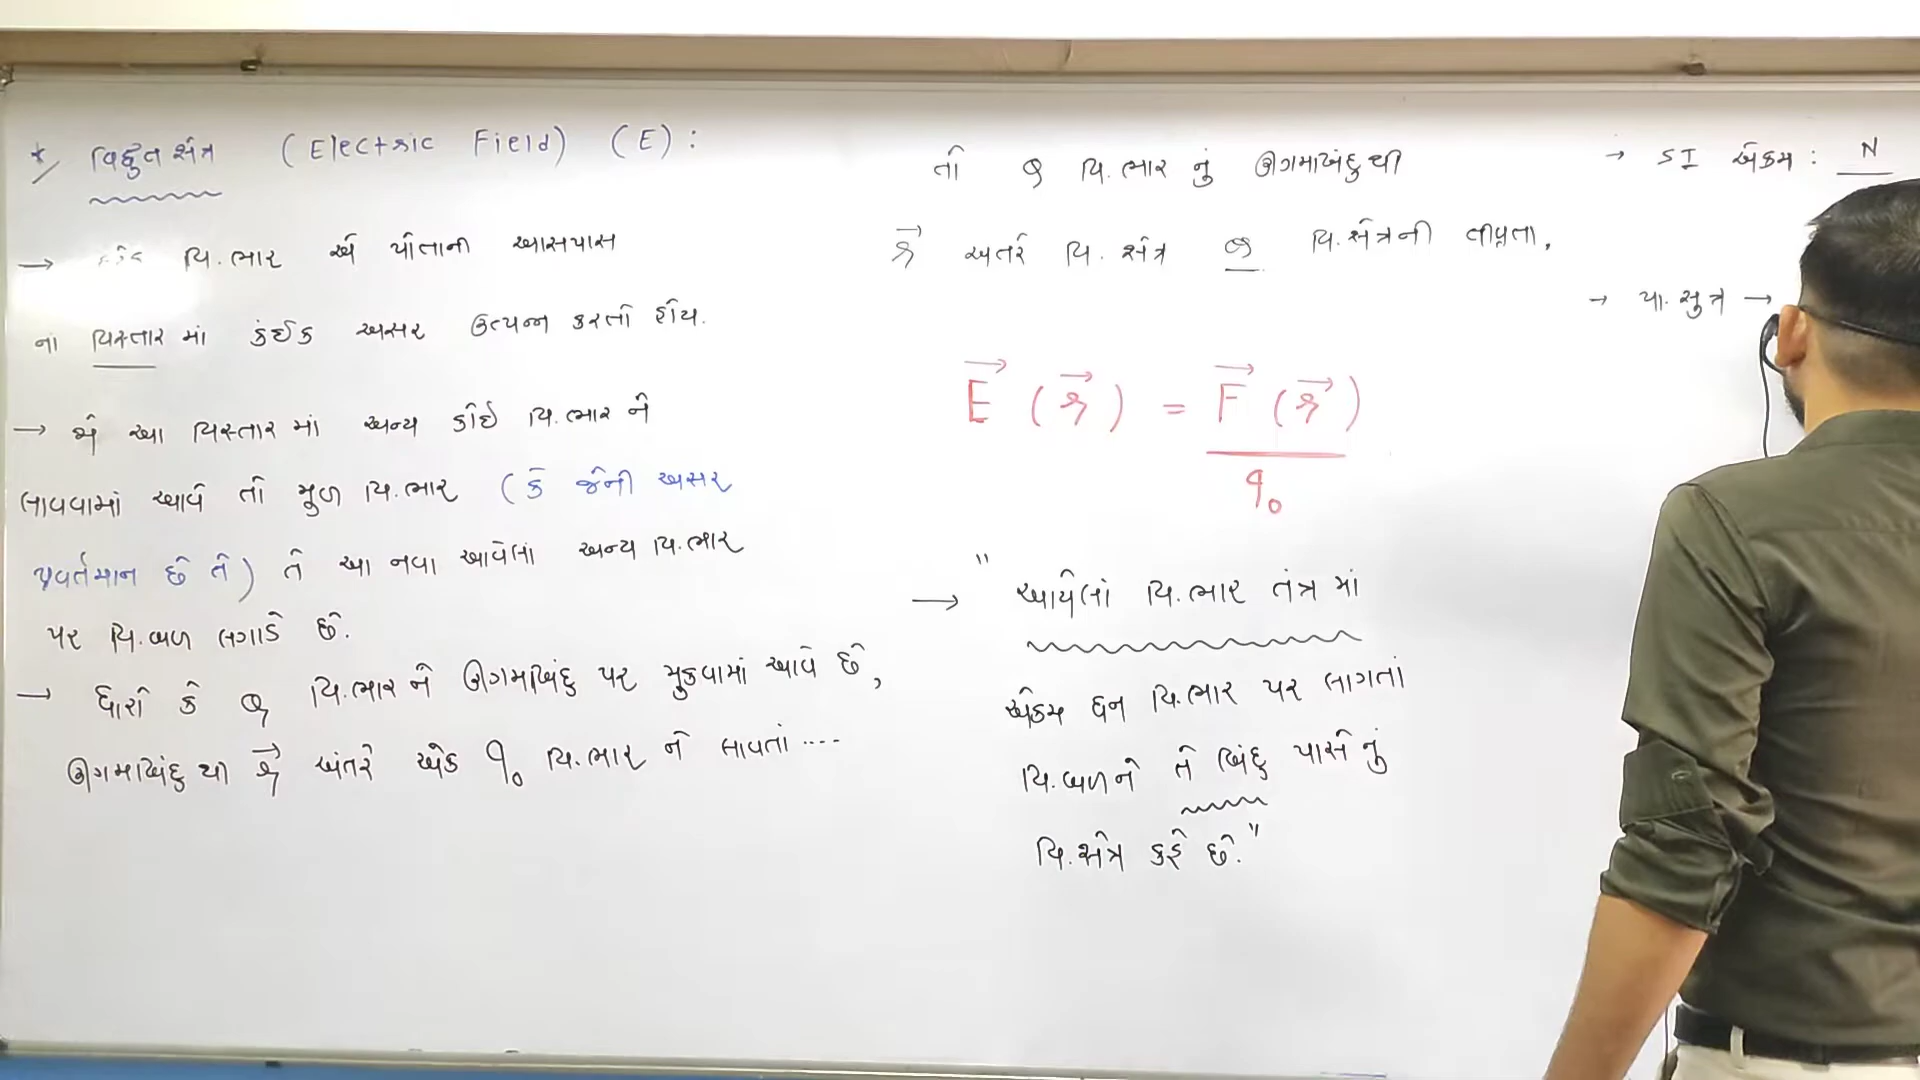 * વિદ્યુત ક્ષેત્ર (Electric Field) (E) :
→ વિ.ભાર એ પોતાની આસપાસ
નાં વિસ્તાર માં કંઈક અસર ઉત્પન્ન કરતો હોય.
→ જો આ વિસ્તાર માં અન્ય કોઈ વિ.ભાર ને
લાવવામાં આવે તો મુળ વિ.ભાર (કે જેની અસર
પ્રવર્તમાન છે તે) તે આ નવા આવેલાં અન્ય વિ.ભાર
પર વિ.બળ લગાડે છે.
→ ધારો કે Q વિ.ભાર ને ઊગમબિંદુ પર મુકવામાં આવે છે,
ઊગમબિંદુ થી r⃗ અંતરે એક q₀ વિ.ભાર ને લાવતાં ....
તો Q વિ.ભાર નું ઊગમબિંદુથી
r⃗ અંતરે વિ. ક્ષેત્ર વિ.ક્ષેત્રની તીવ્રતા,
E⃗ (r⃗) = F⃗ (r⃗)
q₀
→ " આપેલાં વિ.ભાર તંત્ર માં
એકમ ધન વિ.ભાર પર લાગતાં
વિ.બળ ને તે બિંદુ પાસે નું
વિ.ક્ષેત્ર કહે છે."
→ SI એકમ : N
→ પા. સુત્ર →